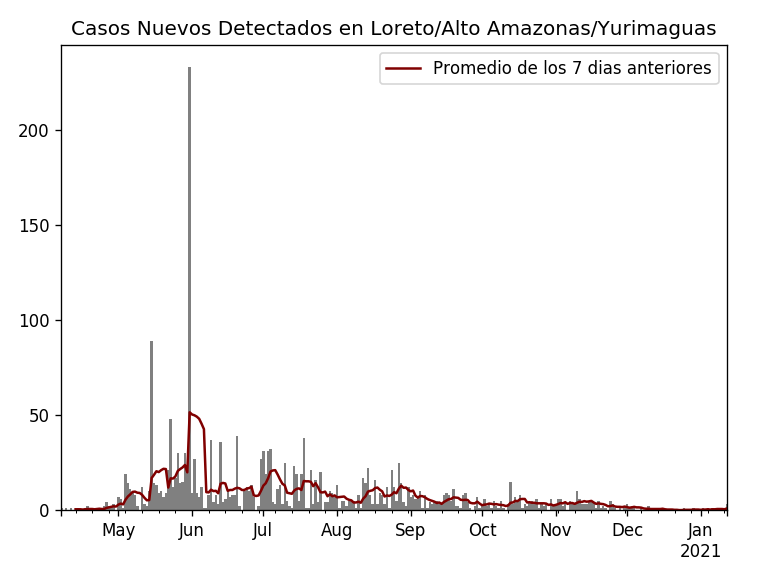 Casos Nuevos Detectados en Loreto/Alto Amazonas/Yurimaguas
Promedio de los 7 dias anteriores
200
150
100
50
0
May Jun Jul Aug Sep Oct Nov Dec Jan
2021